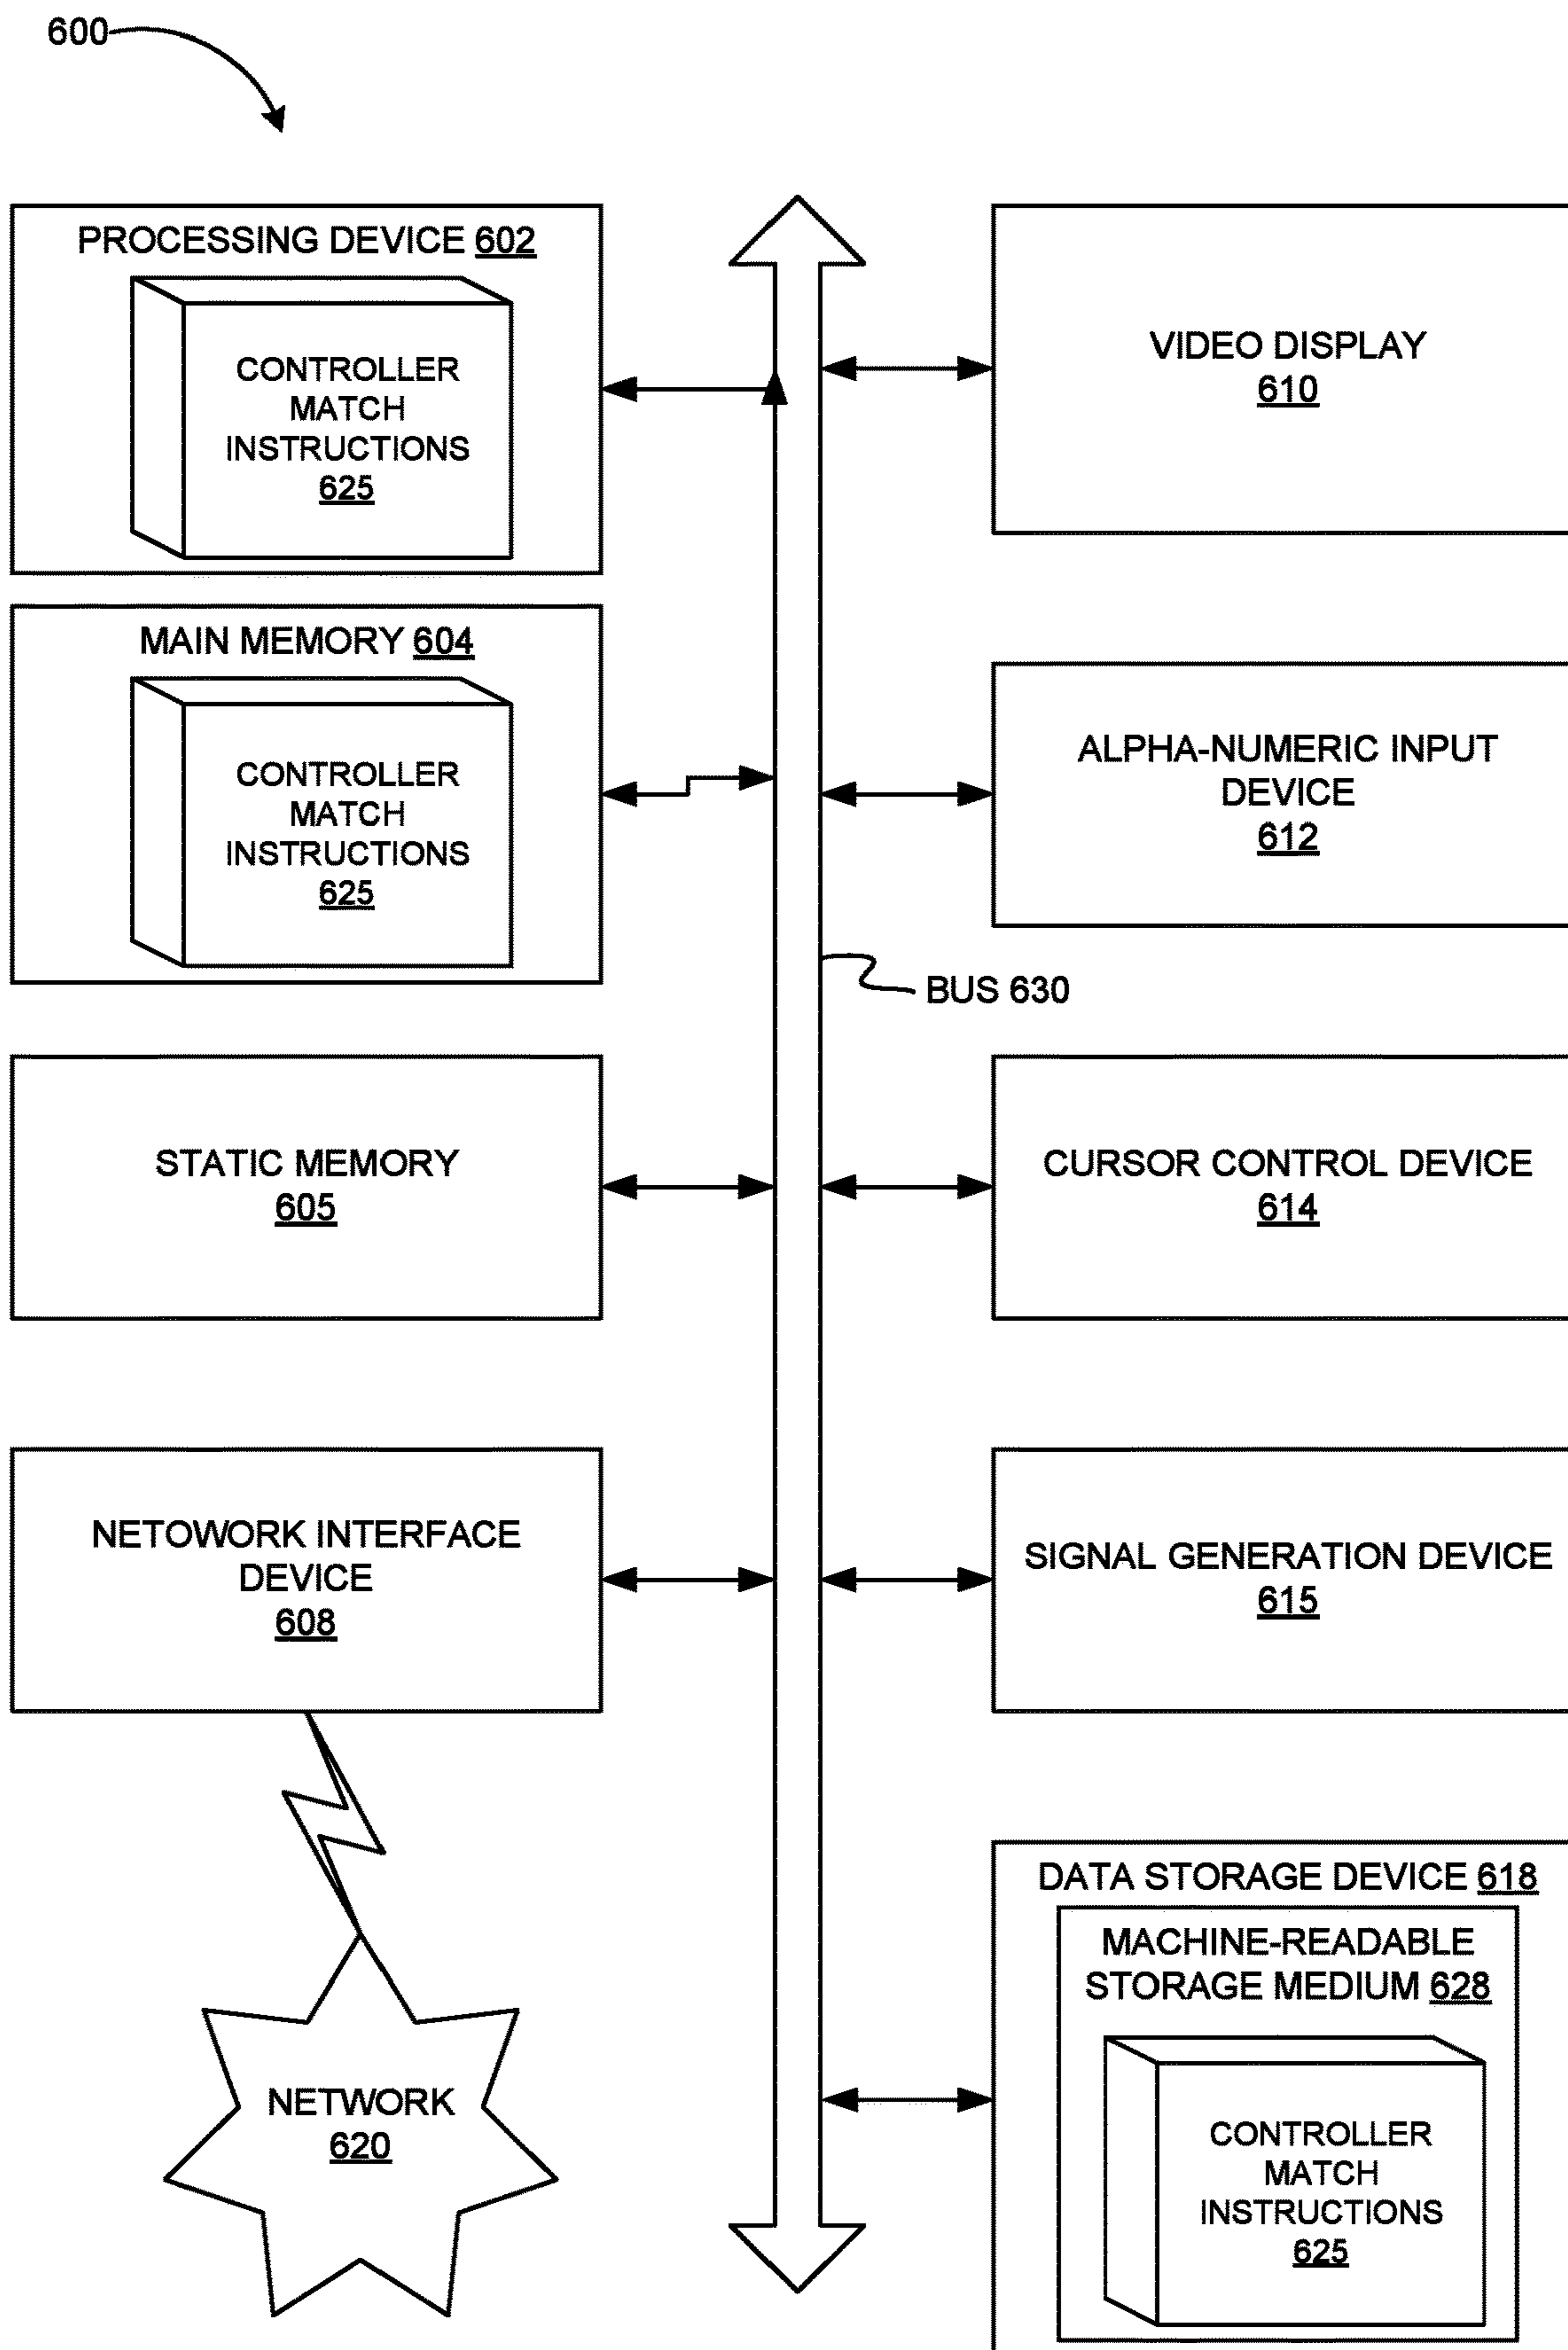 600
PROCESSING DEVICE 602
CONTROLLER
MATCH
INSTRUCTIONS
625
MAIN MEMORY 604
CONTROLLER
MATCH
INSTRUCTIONS
625
STATIC MEMORY
605
NETOWORK INTERFACE
DEVICE
608
NETWORK
620
VIDEO DISPLAY
610
ALPHA-NUMERIC INPUT
DEVICE
612
BUS 630
CURSOR CONTROL DEVICE
614
SIGNAL GENERATION DEVICE
615
DATA STORAGE DEVICE 618
MACHINE-READABLE
STORAGE MEDIUM 628
CONTROLLER
MATCH
INSTRUCTIONS
625